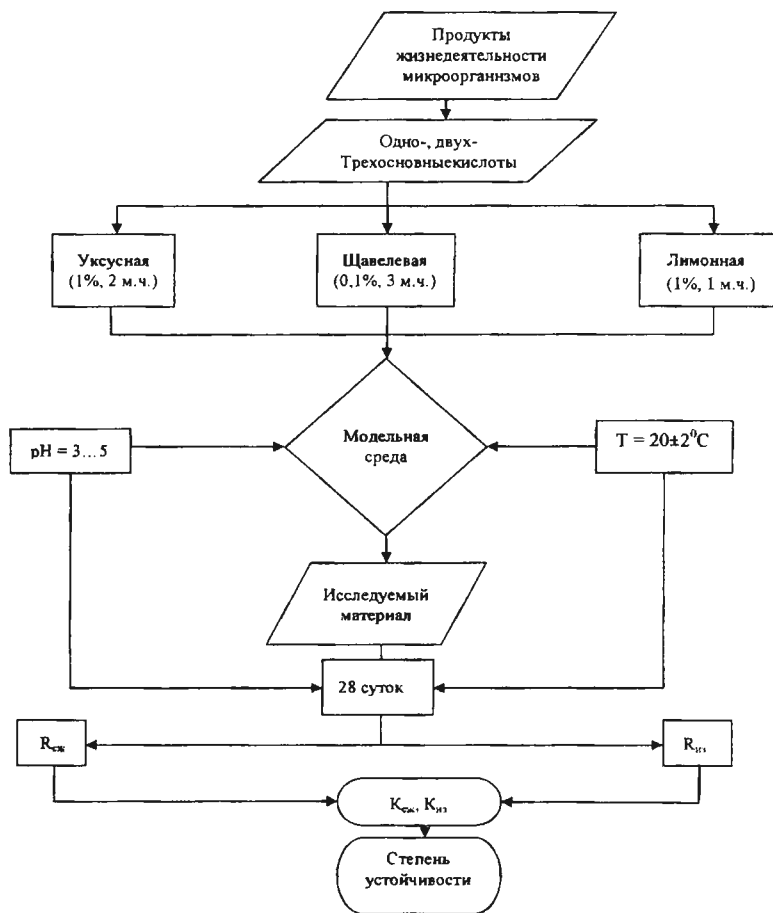 Продукты
жизнедеятельности
микроорганизмов
Одно-, двух-
Трехосновныекислоты
Уксусная
(1%, 2 м.ч.)
Щавелевая
(0,1%, 3 м.ч.)
Лимонная
(1%, 1 м.ч.)
Модельная
среда
pH = 3…5
T = 20±2⁰C
Исследуемый
материал
28 суток
Rсж
Rиз
Kсж, Kиз
Степень
устойчивости